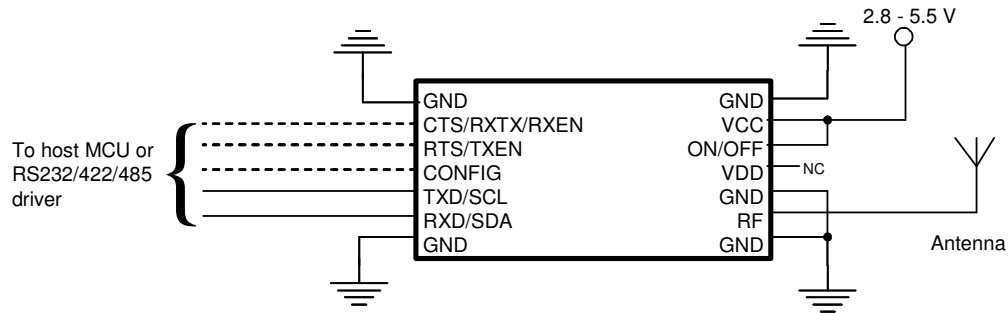 2.8 - 5.5 V
GND
CTS/RXTX/RXEN
RTS/TXEN
CONFIG
TXD/SCL
RXD/SDA
GND
GND
VCC
ON/OFF
VDD
GND
RF
GND
NC
To host MCU or
RS232/422/485
driver
Antenna